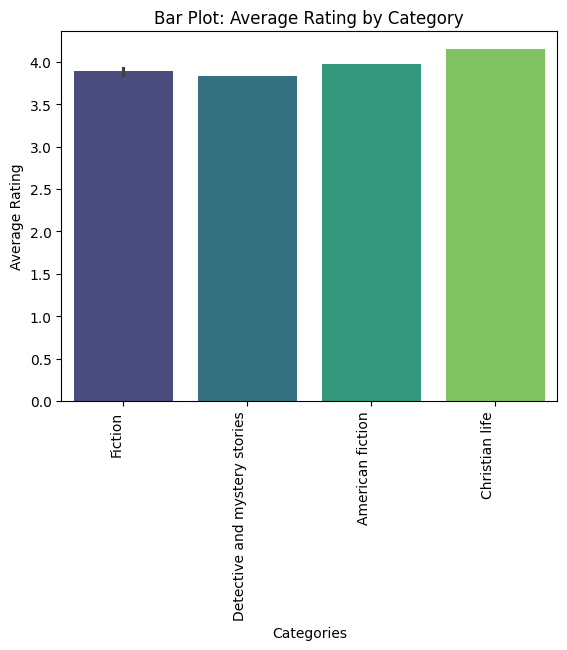 Bar Plot: Average Rating by Category
Average Rating
4.0
3.5
3.0
2.5
2.0
1.5
1.0
0.5
0.0
Fiction
Detective and mystery stories
American fiction
Christian life
Categories